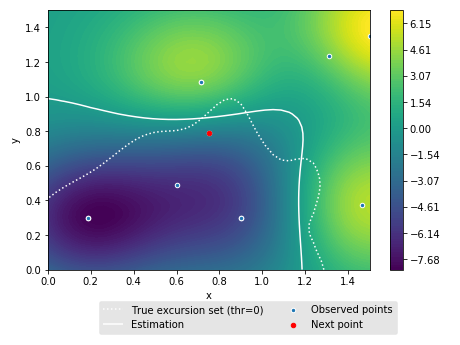 1.4
1.2
1.0
0.8
0.6
0.4
0.2
0.0
y
0.0 0.2 0.4 0.6 0.8 1.0 1.2 1.4
x
6.15
4.61
3.07
1.54
0.00
−1.54
−3.07
−4.61
−6.14
−7.68
True excursion set (thr=0)
Estimation
Observed points
Next point